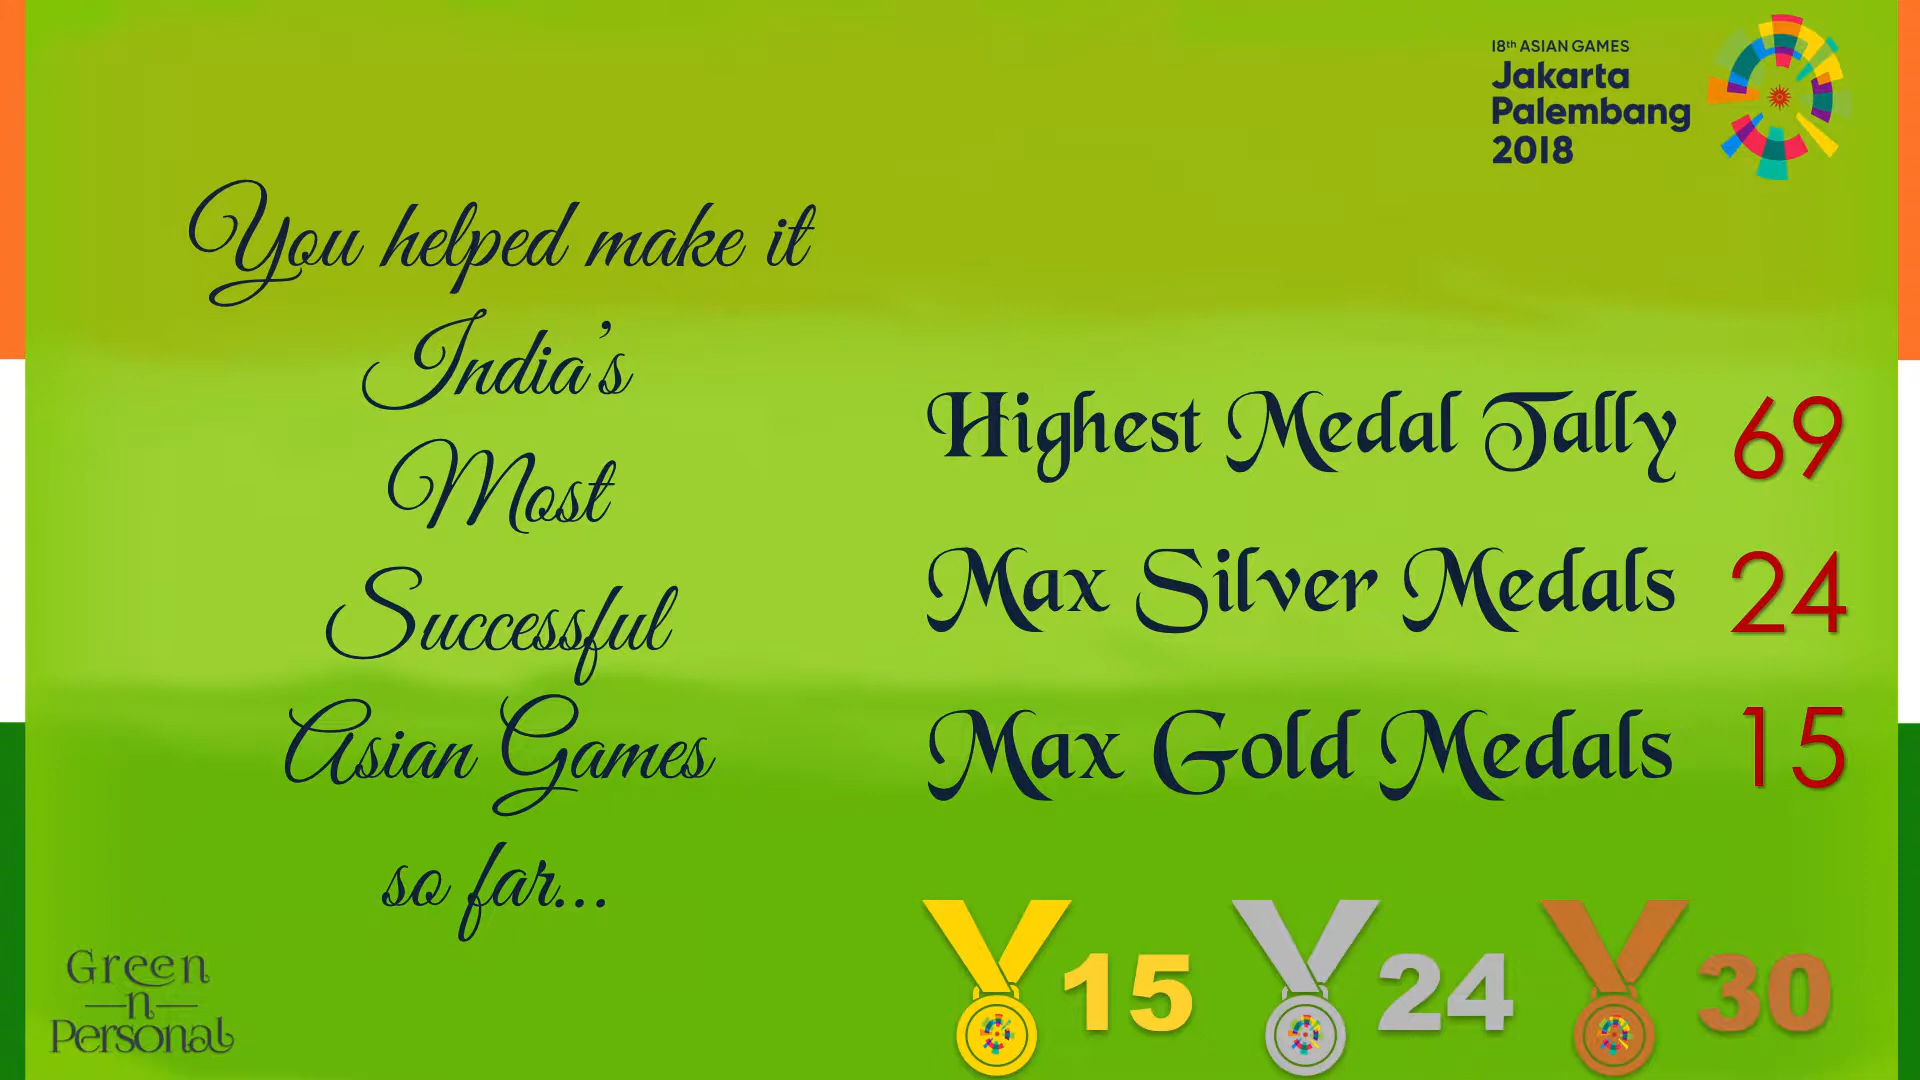 18th ASIAN GAMES
Jakarta
Palembang
2018
You helped make it
India's
Most
Successful
Asian Games
so far...
Highest Medal Tally 69
Max Silver Medals 24
Max Gold Medals 15
15 24 30
Green
n
Personal